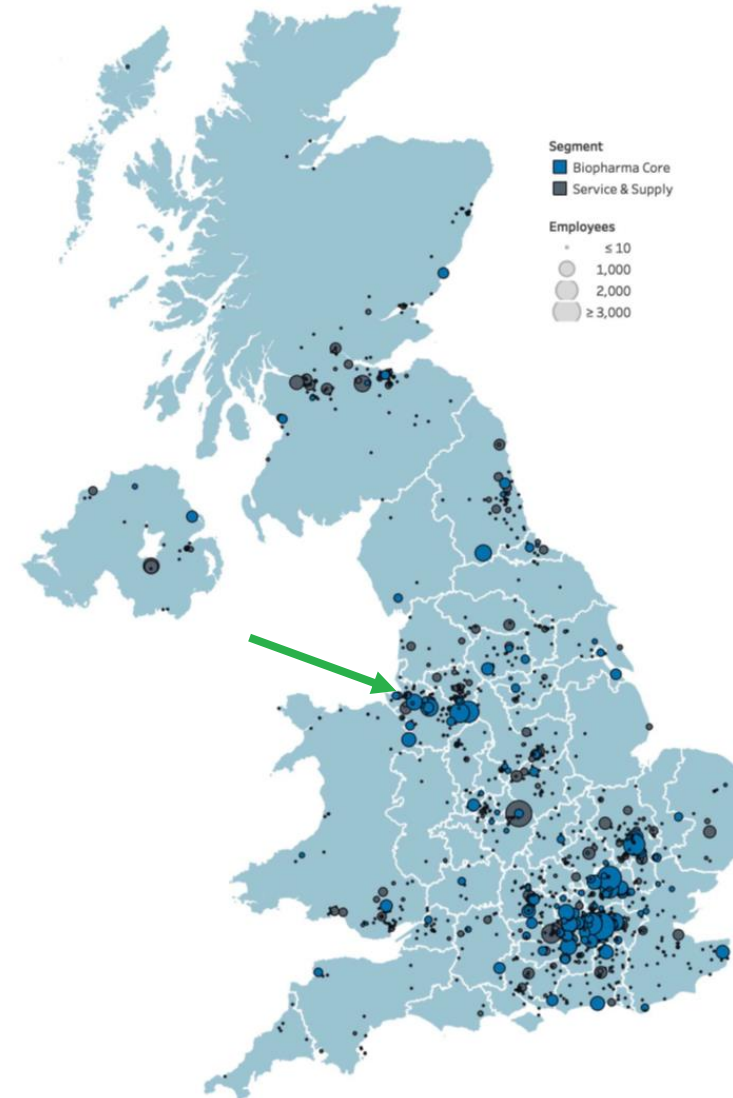 Segment
Biopharma Core
Service & Supply
Employees
≤ 10
1,000
2,000
≥ 3,000